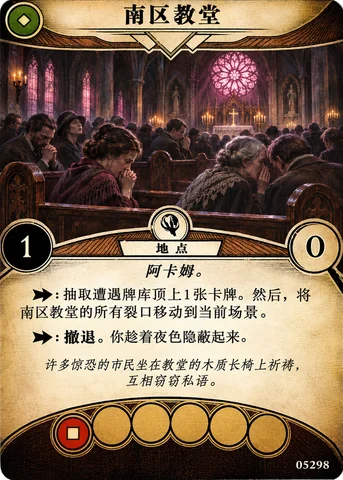 南区教堂
1
地点
0
阿卡姆。
：抽取遭遇牌库顶上1张卡牌。然后，将
南区教堂的所有裂口移动到当前场景。
：撤退。你趁着夜色隐蔽起来。
许多惊恐的市民坐在教堂的木质长椅上祈祷，
互相窃窃私语。
05298